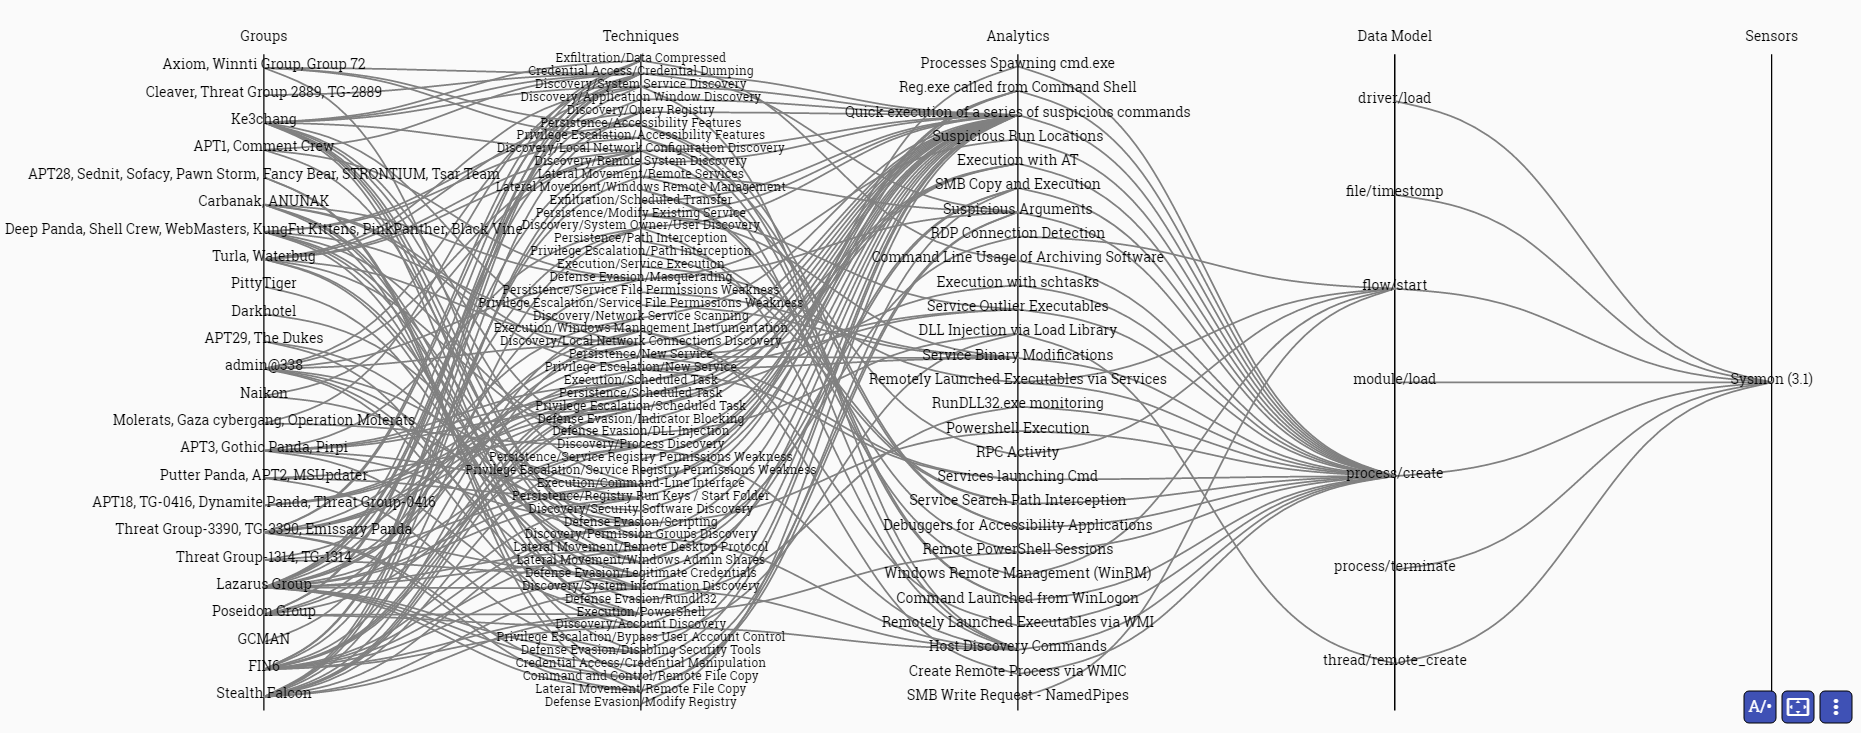 Groups
Techniques
Analytics
Data Model
Sensors
Axiom, Winnti Group, Group 72
Cleaver, Threat Group 2889, TG-2889
Ke3chang
APT1, Comment Crew
APT28, Sednit, Sofacy, Pawn Storm, Fancy Bear, STRONTIUM, Tsar Team
Carbanak, ANUNAK
Deep Panda, Shell Crew, WebMasters, KungFu Kittens, PinkPanther, Black Vine
Turla, Waterbug
PittyTiger
Darkhotel
APT29, The Dukes
admin@338
Naikon
Molerats, Gaza cybergang, Operation Molerats
APT3, Gothic Panda, Pirpi
Putter Panda, APT2, MSUpdater
APT18, TG-0416, Dynamite Panda, Threat Group-0416
Threat Group-3390, TG-3390, Emissary Panda
Threat Group-1314, TG-1314
Lazarus Group
Poseidon Group
GCMAN
FIN6
Stealth Falcon
Exfiltration/Data Compressed
Credential Access/Credential Dumping
Discovery/System Service Discovery
Discovery/Application Window Discovery
Discovery/Query Registry
Persistence/Accessibility Features
Privilege Escalation/Accessibility Features
Discovery/Local Network Configuration Discovery
Discovery/Remote System Discovery
Lateral Movement/Remote Services
Lateral Movement/Windows Remote Management
Exfiltration/Scheduled Transfer
Persistence/Modify Existing Service
Discovery/System Owner/User Discovery
Persistence/Path Interception
Privilege Escalation/Path Interception
Execution/Service Execution
Defense Evasion/Masquerading
Persistence/Service File Permissions Weakness
Privilege Escalation/Service File Permissions Weakness
Discovery/Network Service Scanning
Execution/Windows Management Instrumentation
Discovery/Local Network Connections Discovery
Persistence/New Service
Privilege Escalation/New Service
Execution/Scheduled Task
Persistence/Scheduled Task
Privilege Escalation/Scheduled Task
Defense Evasion/Indicator Blocking
Defense Evasion/DLL Injection
Discovery/Process Discovery
Persistence/Service Registry Permissions Weakness
Privilege Escalation/Service Registry Permissions Weakness
Execution/Command-Line Interface
Persistence/Registry Run Keys / Start Folder
Discovery/Security Software Discovery
Defense Evasion/Scripting
Discovery/Permission Groups Discovery
Lateral Movement/Remote Desktop Protocol
Lateral Movement/Windows Admin Shares
Defense Evasion/Legitimate Credentials
Discovery/System Information Discovery
Defense Evasion/Rundll32
Execution/PowerShell
Discovery/Account Discovery
Privilege Escalation/Bypass User Account Control
Defense Evasion/Disabling Security Tools
Credential Access/Credential Manipulation
Command and Control/Remote File Copy
Lateral Movement/Remote File Copy
Defense Evasion/Modify Registry
Processes Spawning cmd.exe
Reg.exe called from Command Shell
Quick execution of a series of suspicious commands
Suspicious Run Locations
Execution with AT
SMB Copy and Execution
Suspicious Arguments
RDP Connection Detection
Command Line Usage of Archiving Software
Execution with schtasks
Service Outlier Executables
DLL Injection via Load Library
Service Binary Modifications
Remotely Launched Executables via Services
RunDLL32.exe monitoring
Powershell Execution
RPC Activity
Services launching Cmd
Service Search Path Interception
Debuggers for Accessibility Applications
Remote PowerShell Sessions
Windows Remote Management (WinRM)
Command Launched from WinLogon
Remotely Launched Executables via WMI
Host Discovery Commands
Create Remote Process via WMIC
SMB Write Request - NamedPipes
driver/load
file/timestomp
flow/start
module/load
process/create
process/terminate
thread/remote_create
Sysmon (3.1)
A/•